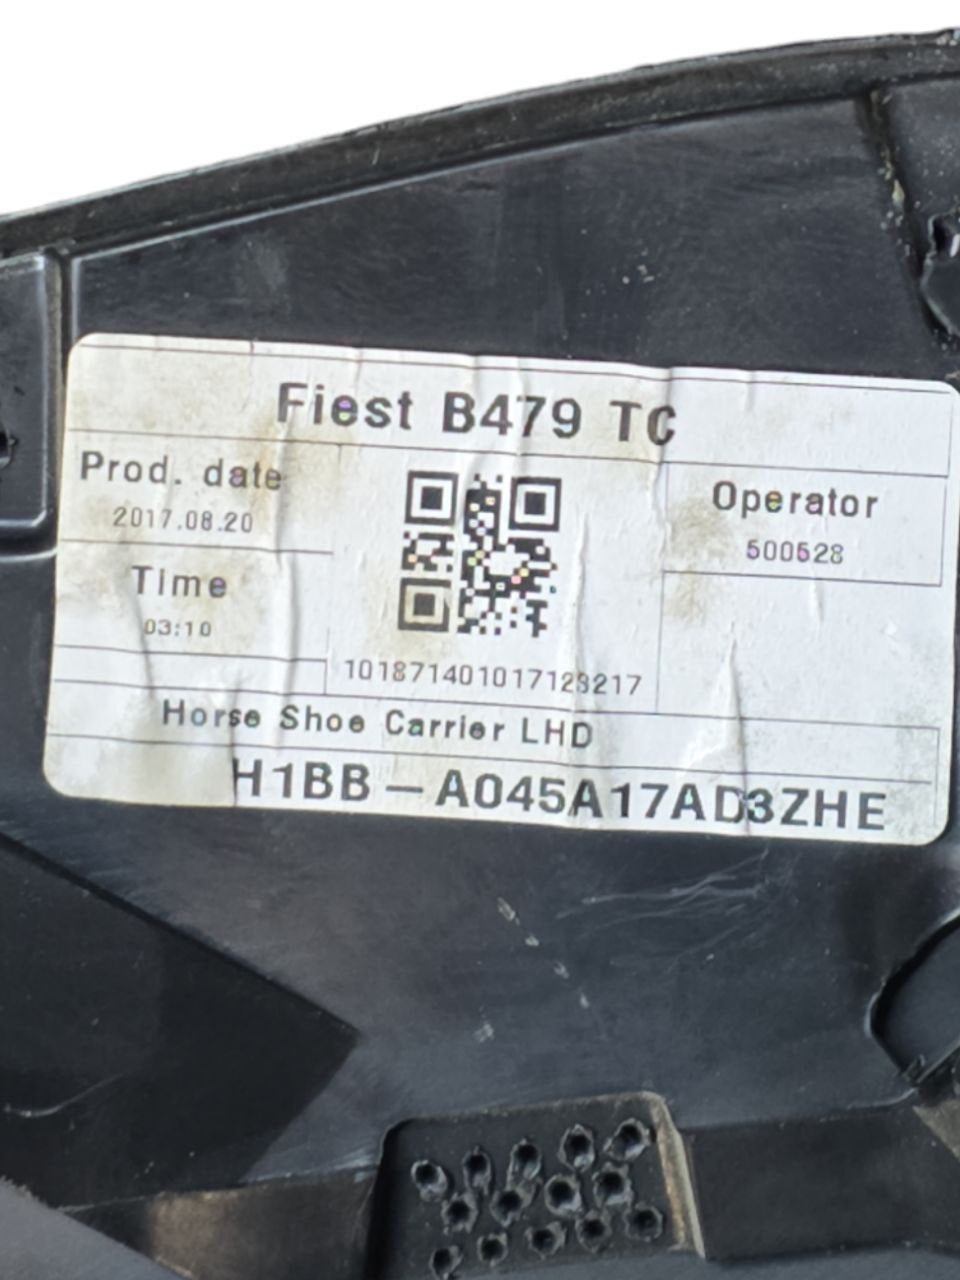 Fiest B479 TC
Prod. date
2017.08.20
Operator
500528
Time
03:10
101871401017123217
Horse Shoe Carrier LHD
H1BB - A045A17AD3ZHE